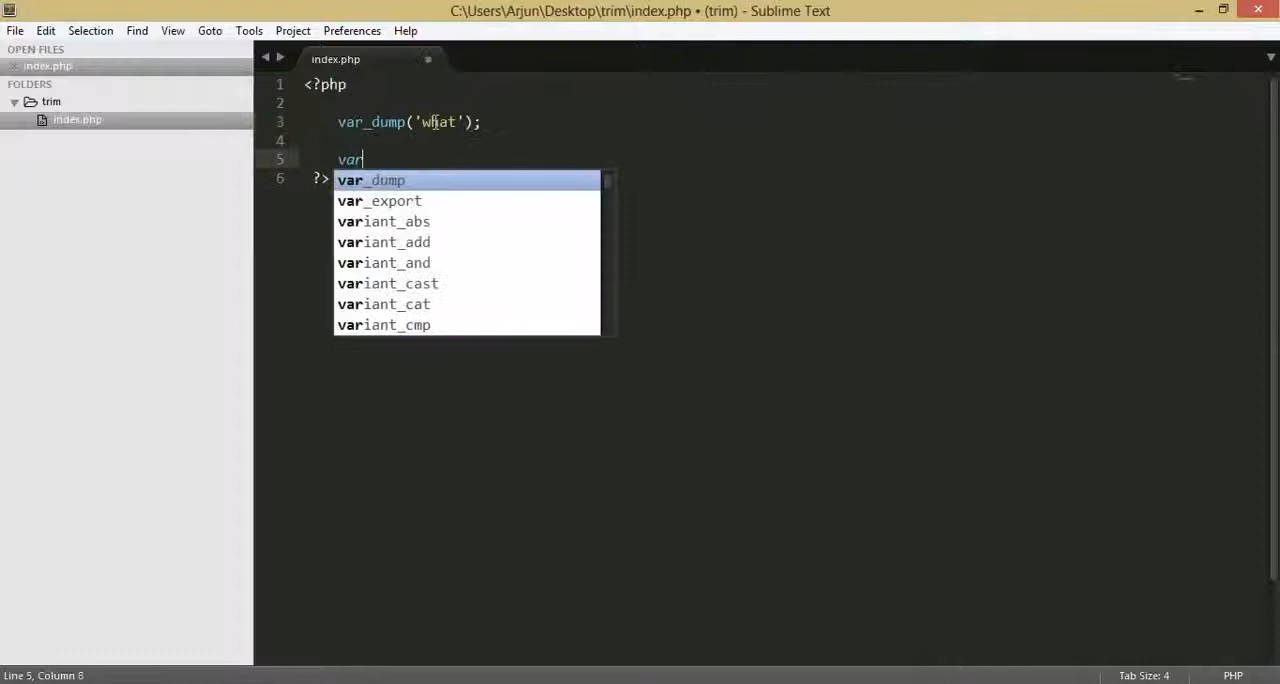 C:\Users\Arjun\Desktop\trim\index.php • (trim) - Sublime Text
File Edit Selection Find View Goto Tools Project Preferences Help
OPEN FILES
index.php
FOLDERS
trim
index.php
index.php
1 <?php
2
3 var_dump('what');
4
5 var
6 ?>
var_dump
var_export
variant_abs
variant_add
variant_and
variant_cast
variant_cat
variant_cmp
Line 5, Column 8 Tab Size: 4 PHP